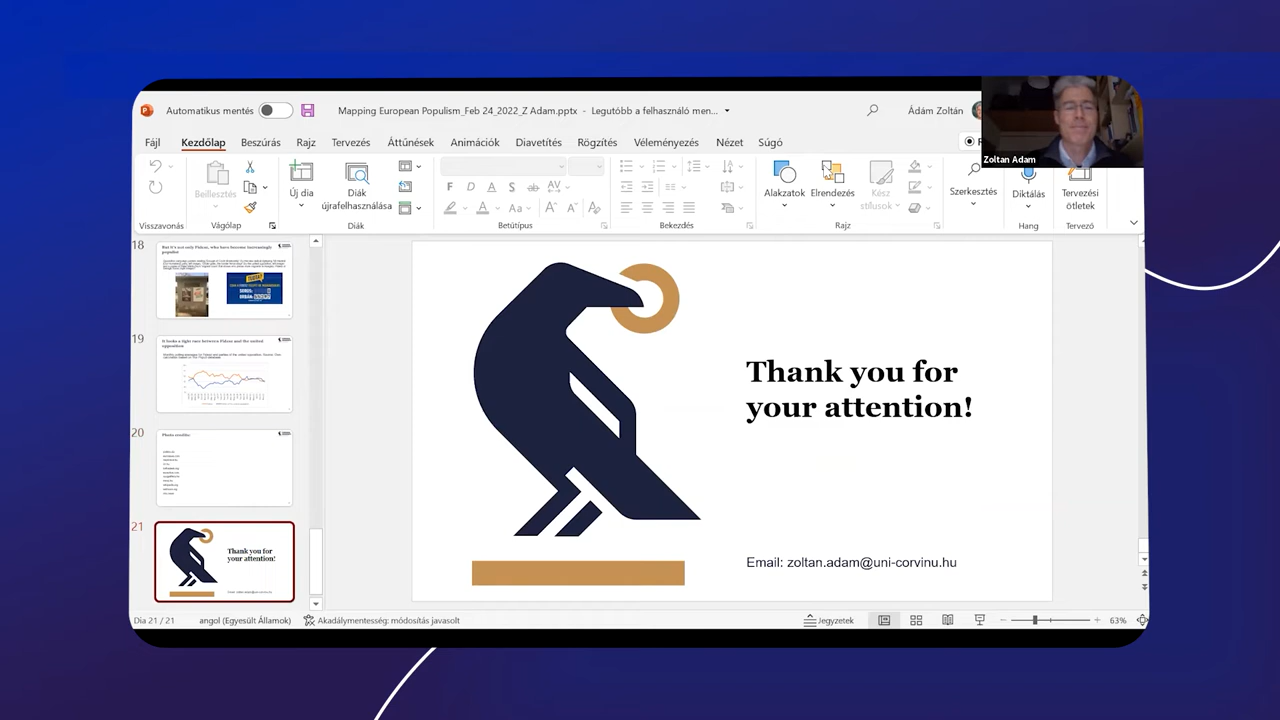 Automatikus mentés
Mapping European Populism_Feb 24_2022_Z Adam.pptx - Legutóbb a felhasználó men...
Ádám Zoltán
Zoltan Adam
Fájl Kezdőlap Beszúrás Rajz Tervezés Áttűnések Animációk Diavetítés Rögzítés Véleményezés Nézet Súgó
Beillesztés
Új dia
Diák
újrafelhasználása
F D A S ab AV
A Aa A A A
Alakzatok
Elrendezés
Kész
stílusok
Szerkesztés
Diktálás
Tervezési
ötletek
Visszavonás Vágólap Diák Betűtípus Bekezdés Rajz Hang Tervező
18
But it's not only Fidesz, who have become increasingly
populist
19
It looks a tight race between Fidesz and the united
opposition
20
Photo credits:
21
Thank you for
your attention!
Thank you for
your attention!
Email: zoltan.adam@uni-corvinu.hu
Dia 21 / 21
angol (Egyesült Államok)
Akadálymentesség: módosítás javasolt
Jegyzetek
63%